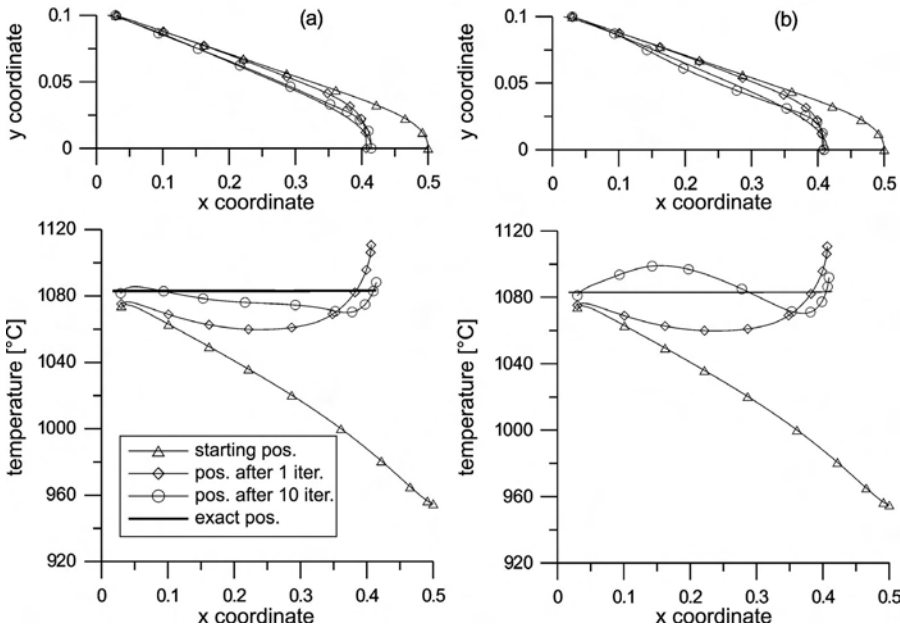 (a)
y coordinate
0.1
0.05
0
0 0.1 0.2 0.3 0.4 0.5
x coordinate
(b)
y coordinate
0.1
0.05
0
0 0.1 0.2 0.3 0.4 0.5
x coordinate
temperature [°C]
1120
1080
1040
1000
960
920
starting pos.
pos. after 1 iter.
pos. after 10 iter.
exact pos.
0 0.1 0.2 0.3 0.4 0.5
x coordinate
temperature [°C]
1120
1080
1040
1000
960
920
0 0.1 0.2 0.3 0.4 0.5
x coordinate